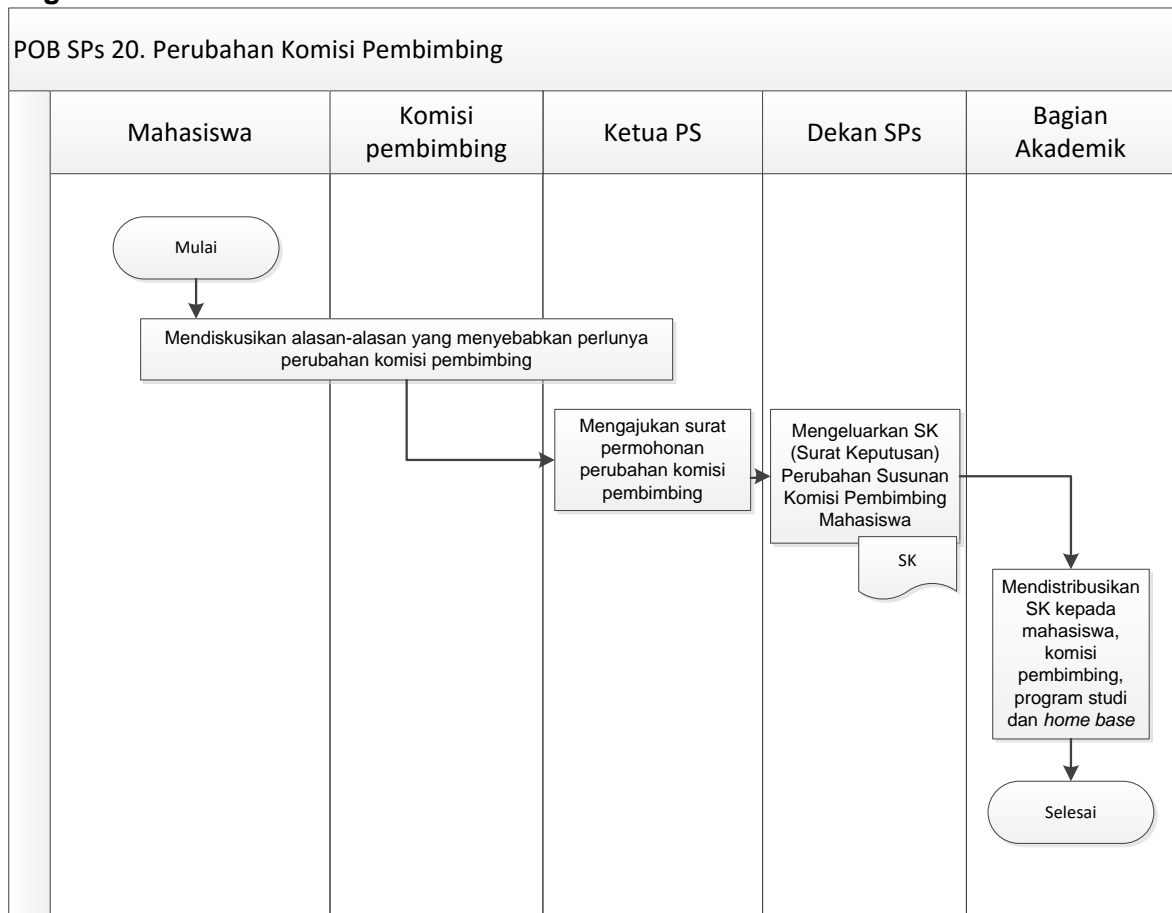 POB SPs 20. Perubahan Komisi Pembimbing
Mahasiswa
Komisi
pembimbing
Ketua PS
Dekan SPs
Bagian
Akademik
Mulai
Mendiskusikan alasan-alasan yang menyebabkan perlunya
perubahan komisi pembimbing
Mengajukan surat
permohonan
perubahan komisi
pembimbing
Mengeluarkan SK
(Surat Keputusan)
Perubahan Susunan
Komisi Pembimbing
Mahasiswa
SK
Mendistribusikan
SK kepada
mahasiswa,
komisi
pembimbing,
program studi
dan home base
Selesai